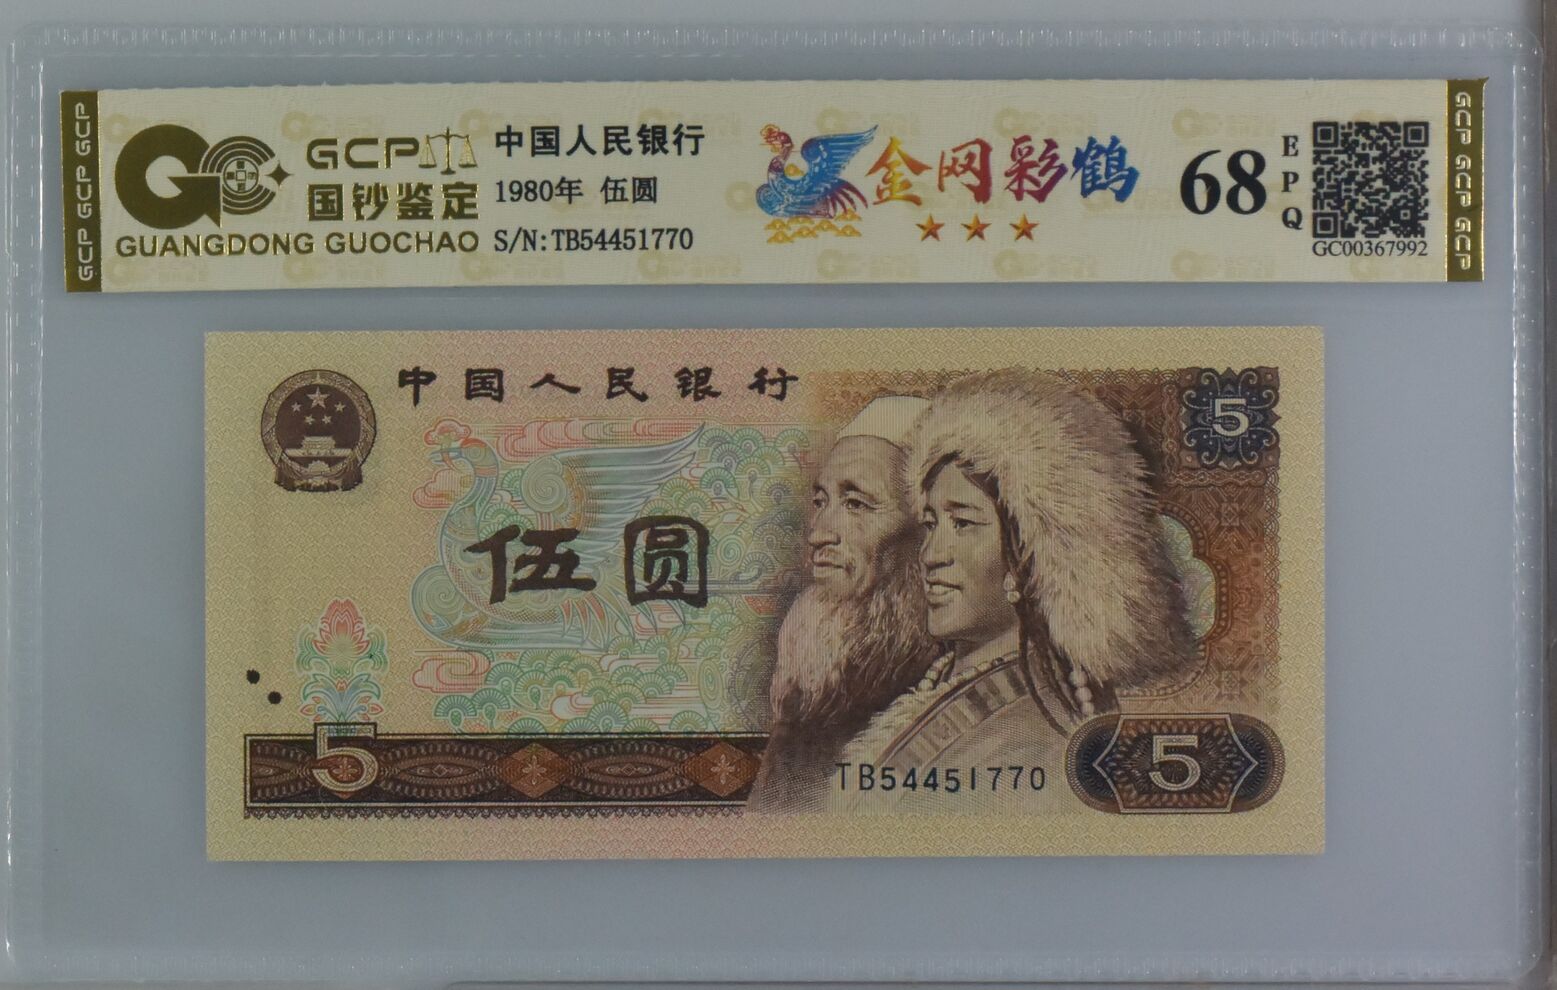 GCP GCP GCP
GCP
国钞鉴定
GUANGDONG GUOCHAO
中国人民银行
1980年 伍圆
S/N:TB54451770
金网彩鹤
68
EPQ
GC00367992
GCP GCP GCP
中国人民银行
5
伍圆
5
TB54451770
5